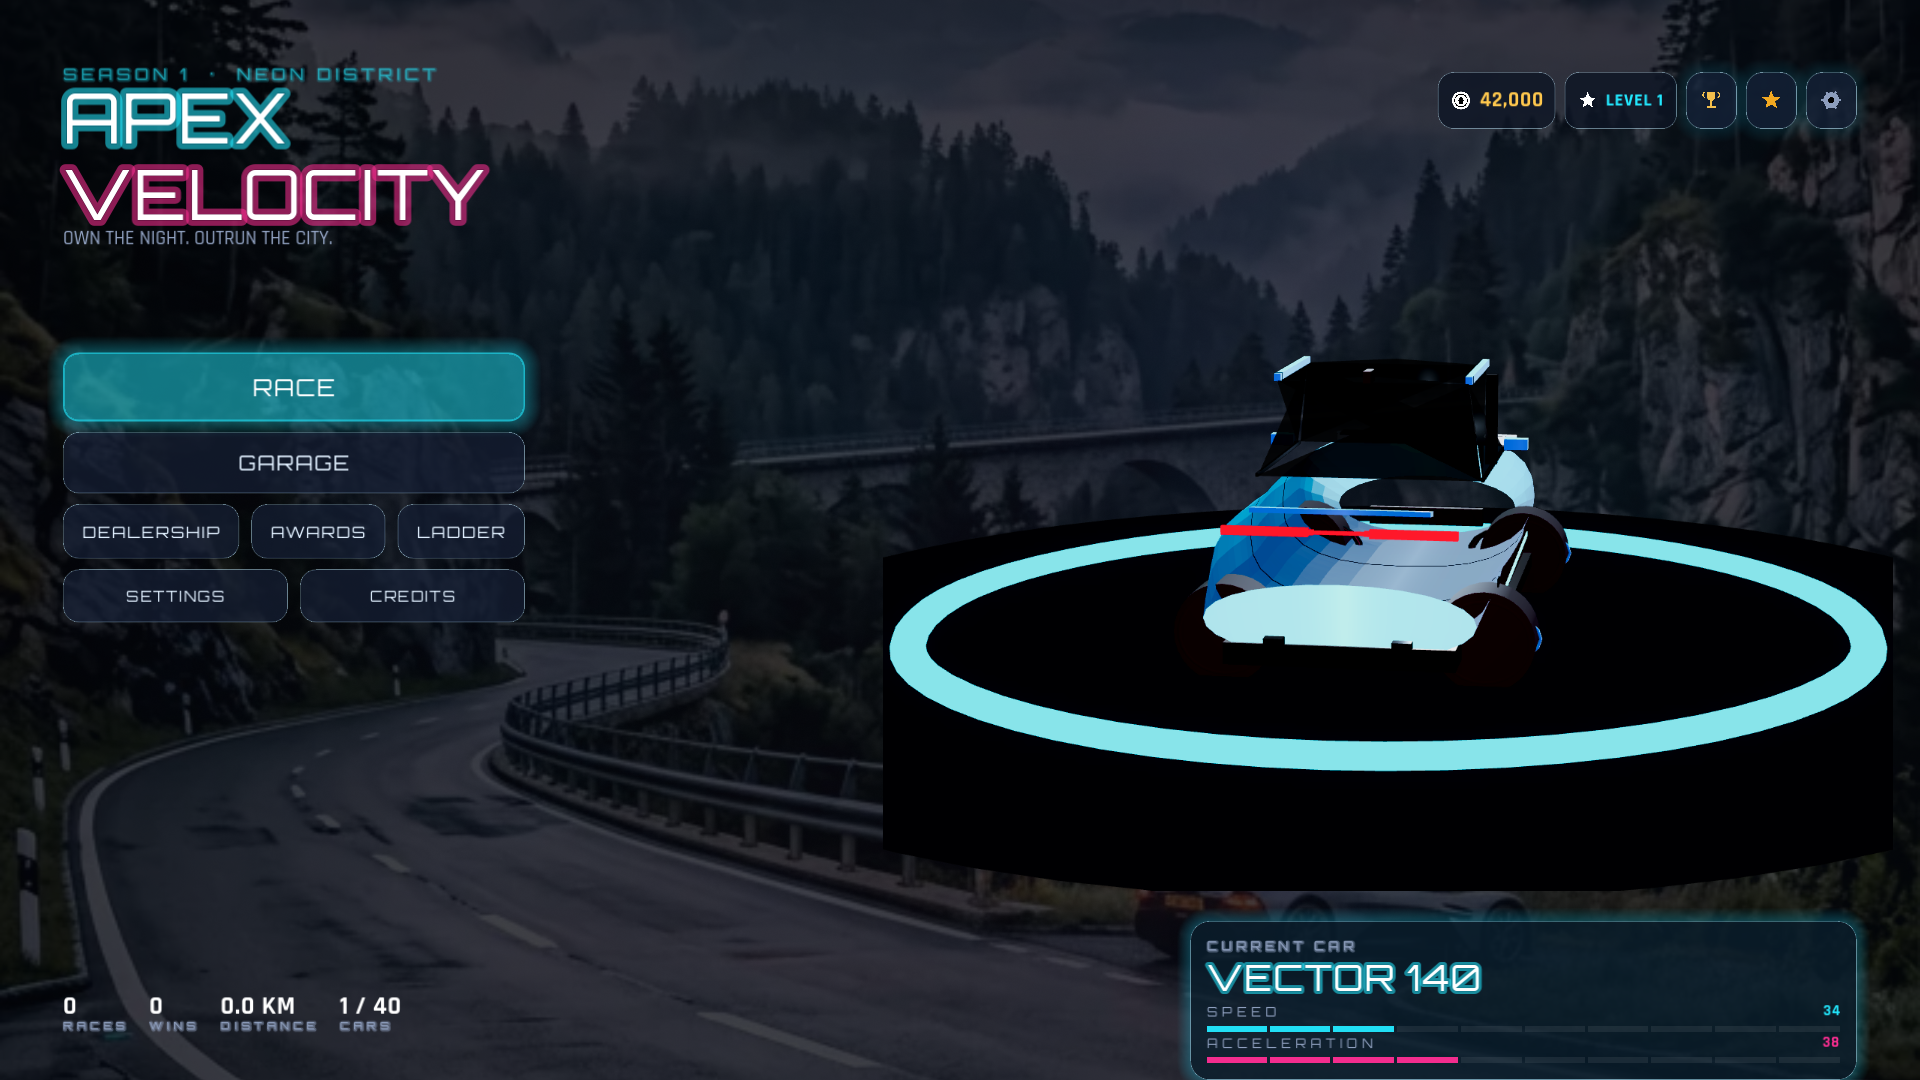 SEASON 1 · NEON DISTRICT
APEX
VELOCITY
OWN THE NIGHT. OUTRUN THE CITY.
42,000
LEVEL 1
RACE
GARAGE
DEALERSHIP
AWARDS
LADDER
SETTINGS
CREDITS
0
RACES
0
WINS
0.0 KM
DISTANCE
1 / 40
CARS
CURRENT CAR
VECTOR 140
SPEED 34
ACCELERATION 38